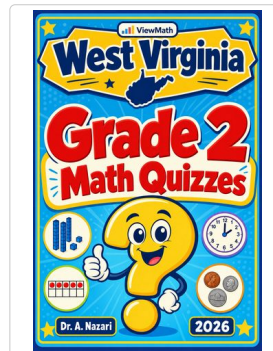 ViewMath
West Virginia
Grade 2
Math Quizzes
Dr. A. Nazari
2026